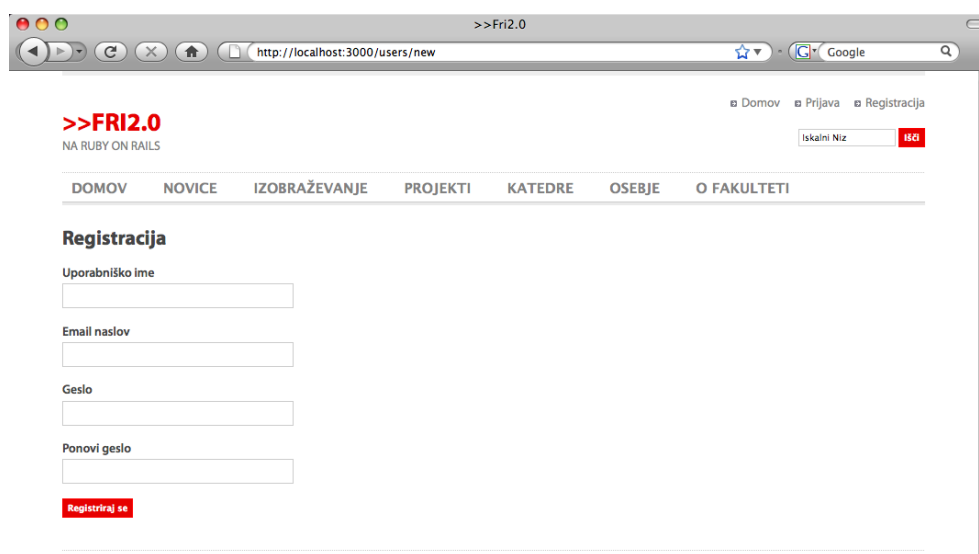 >>Fri2.0
http://localhost:3000/users/new
G Google
Domov Prijava Registracija
>>FRI2.0
NA RUBY ON RAILS
Iskalni Niz Išči
DOMOV NOVICE IZOBRAŽEVANJE PROJEKTI KATEDRE OSEBJE O FAKULTETI
Registracija
Uporabniško ime
Email naslov
Geslo
Ponovi geslo
Registriraj se